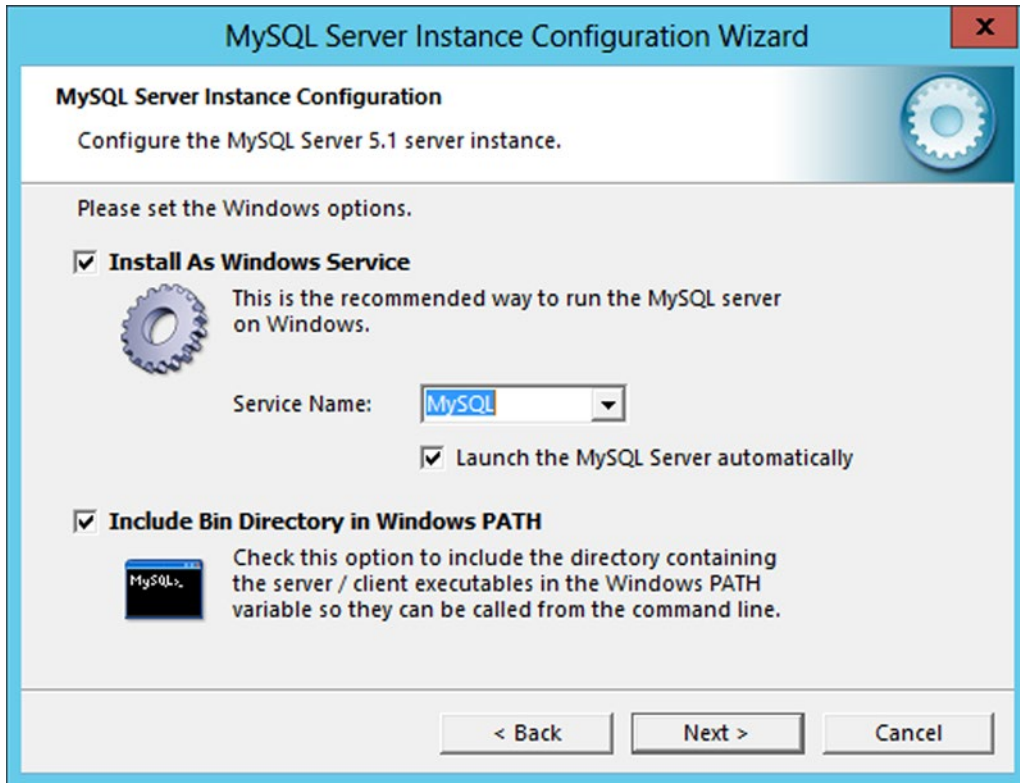 MySQL Server Instance Configuration Wizard
x
MySQL Server Instance Configuration
Configure the MySQL Server 5.1 server instance.
Please set the Windows options.
Install As Windows Service
This is the recommended way to run the MySQL server
on Windows.
Service Name: MySQL
Launch the MySQL Server automatically
Include Bin Directory in Windows PATH
Check this option to include the directory containing
the server / client executables in the Windows PATH
variable so they can be called from the command line.
MySQL>_
< Back Next > Cancel